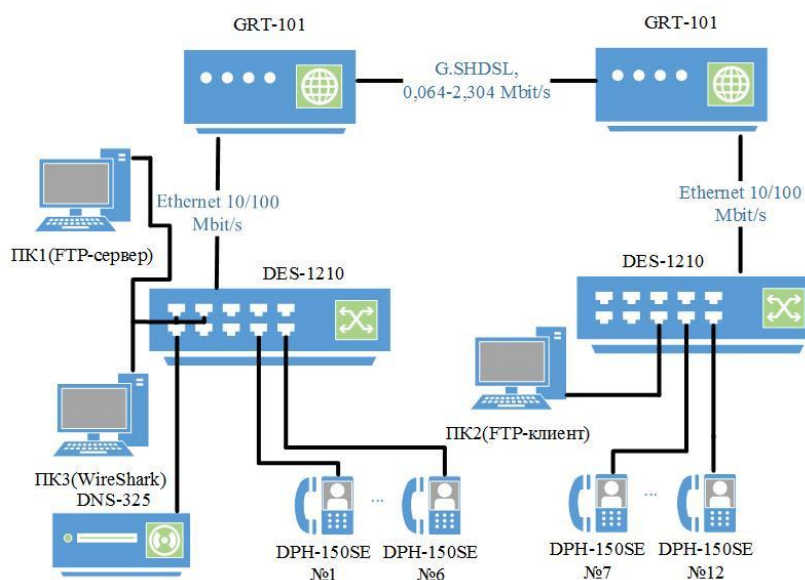 GRT-101
GRT-101
G.SHDSL,
0,064-2,304 Mbit/s
Ethernet 10/100
Mbit/s
Ethernet 10/100
Mbit/s
ПК1(FTP-сервер)
DES-1210
DES-1210
ПК2(FTP-клиент)
ПК3(WireShark)
DNS-325
...
...
DPH-150SE
№1
DPH-150SE
№6
DPH-150SE
№7
DPH-150SE
№12